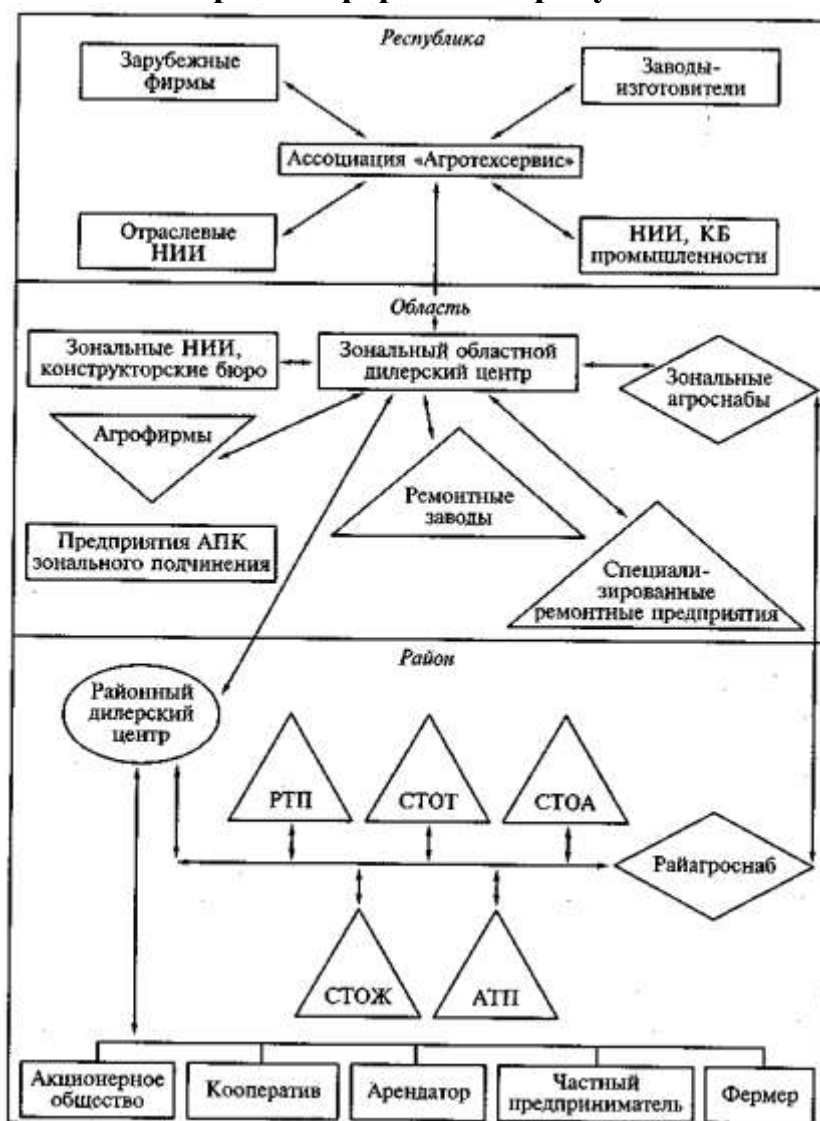 Республика
Зарубежные
фирмы
Заводы-
изготовители
Ассоциация «Агротехсервис»
Отраслевые
НИИ
НИИ, КБ
промышленности
Область
Зональные НИИ,
конструкторские бюро
Зональный областной
дилерский центр
Зональные
агроснабы
Агрофирмы
Ремонтные
заводы
Предприятия АПК
зонального подчинения
Специали-
зированные
ремонтные предприятия
Район
Районный
дилерский
центр
РТП
СТОТ
СТОА
Райагроснаб
СТОЖ
АТП
Акционерное
общество
Кооператив
Арендатор
Частный
предприниматель
Фермер